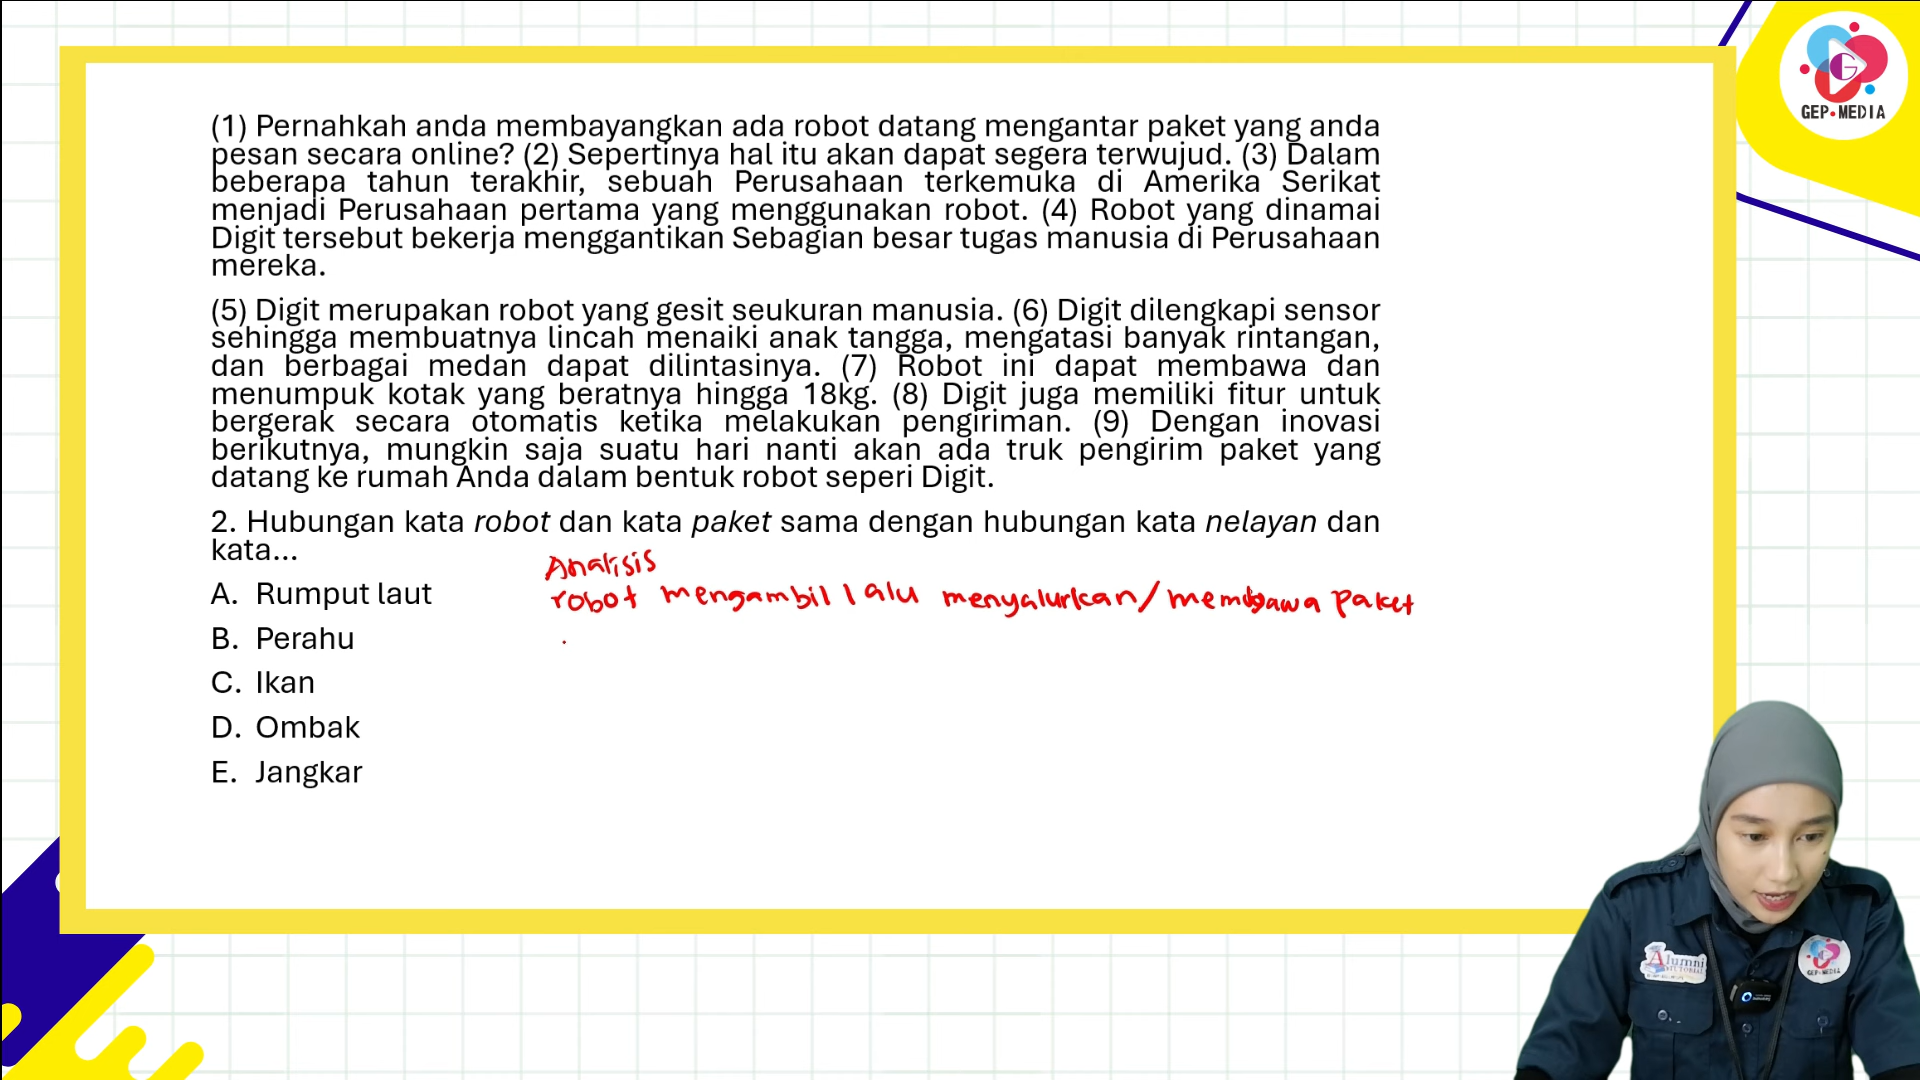 GEP•MEDIA
(1) Pernahkah anda membayangkan ada robot datang mengantar paket yang anda
pesan secara online? (2) Sepertinya hal itu akan dapat segera terwujud. (3) Dalam
beberapa tahun terakhir, sebuah Perusahaan terkemuka di Amerika Serikat
menjadi Perusahaan pertama yang menggunakan robot. (4) Robot yang dinamai
Digit tersebut bekerja menggantikan Sebagian besar tugas manusia di Perusahaan
mereka.
(5) Digit merupakan robot yang gesit seukuran manusia. (6) Digit dilengkapi sensor
sehingga membuatnya lincah menaiki anak tangga, mengatasi banyak rintangan,
dan berbagai medan dapat dilintasinya. (7) Robot ini dapat membawa dan
menumpuk kotak yang beratnya hingga 18kg. (8) Digit juga memiliki fitur untuk
bergerak secara otomatis ketika melakukan pengiriman. (9) Dengan inovasi
berikutnya, mungkin saja suatu hari nanti akan ada truk pengirim paket yang
datang ke rumah Anda dalam bentuk robot seperi Digit.
2. Hubungan kata robot dan kata paket sama dengan hubungan kata nelayan dan
kata...
Analisis
A. Rumput laut
robot mengambil lalu menyalurkan/membawa paket
B. Perahu
C. Ikan
D. Ombak
E. Jangkar
Alumni
GEP•MEDIA